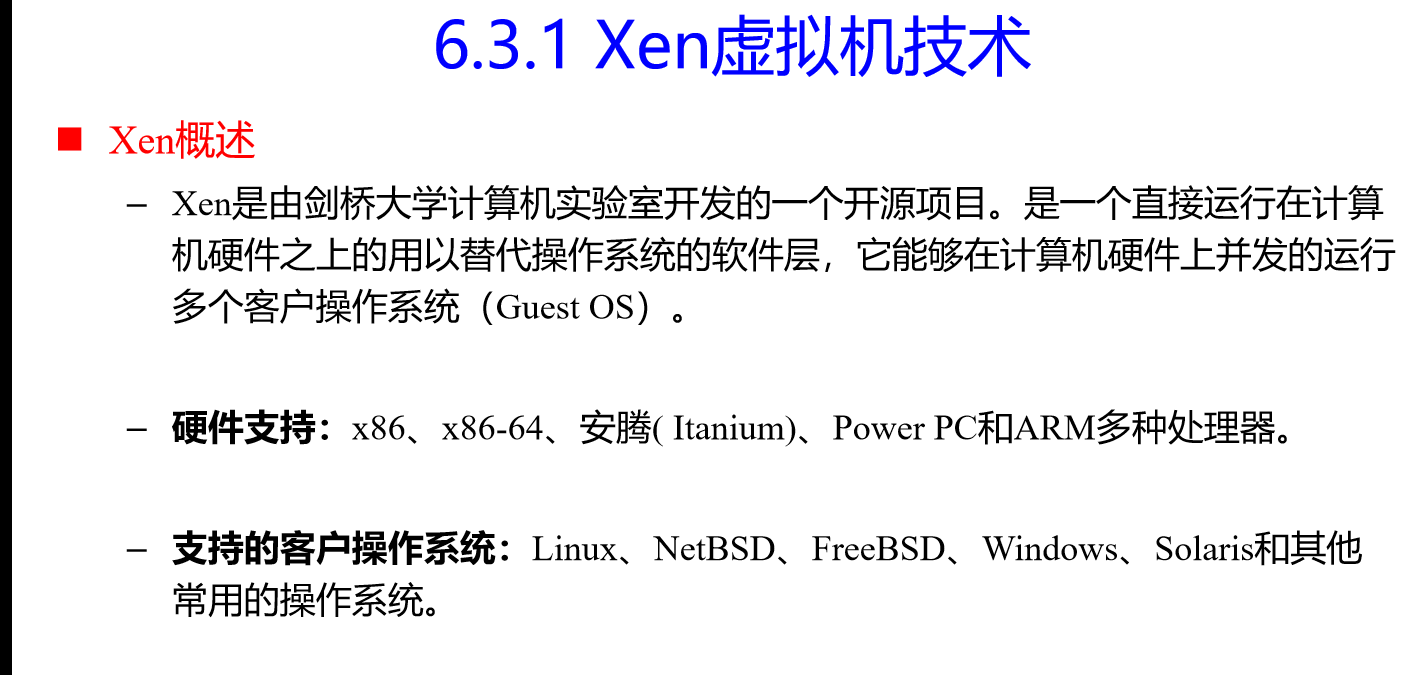 6.3.1 Xen虚拟机技术
■ Xen概述
– Xen是由剑桥大学计算机实验室开发的一个开源项目。是一个直接运行在计算
机硬件之上的用以替代操作系统的软件层，它能够在计算机硬件上并发的运行
多个客户操作系统（Guest OS）。
– 硬件支持：x86、x86-64、安腾( Itanium)、Power PC和ARM多种处理器。
– 支持的客户操作系统：Linux、NetBSD、FreeBSD、Windows、Solaris和其他
常用的操作系统。